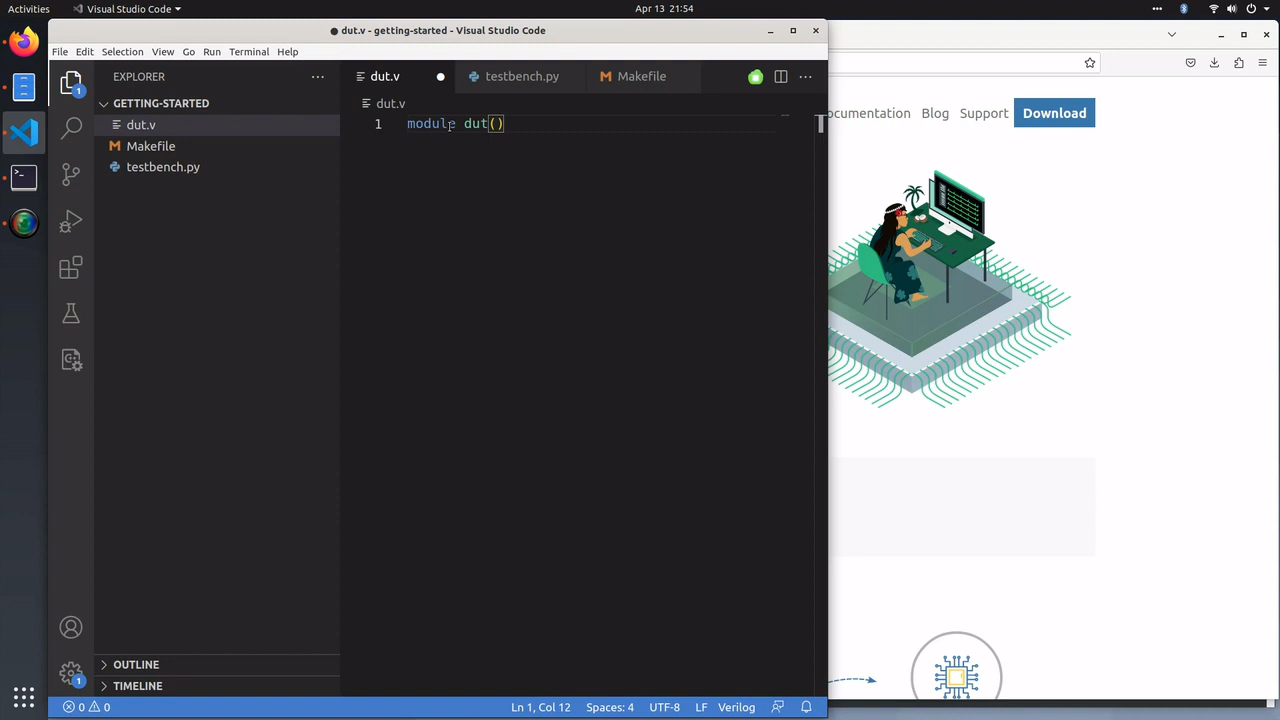 Activities
Visual Studio Code
Apr 13 21:54
dut.v - getting-started - Visual Studio Code
File Edit Selection View Go Run Terminal Help
EXPLORER
GETTING-STARTED
dut.v
Makefile
testbench.py
OUTLINE
TIMELINE
1
1
dut.v
testbench.py
Makefile
dut.v
1 module dut()
0 0
Ln 1, Col 12
Spaces: 4
UTF-8
LF
Verilog
Blog
Support
Download